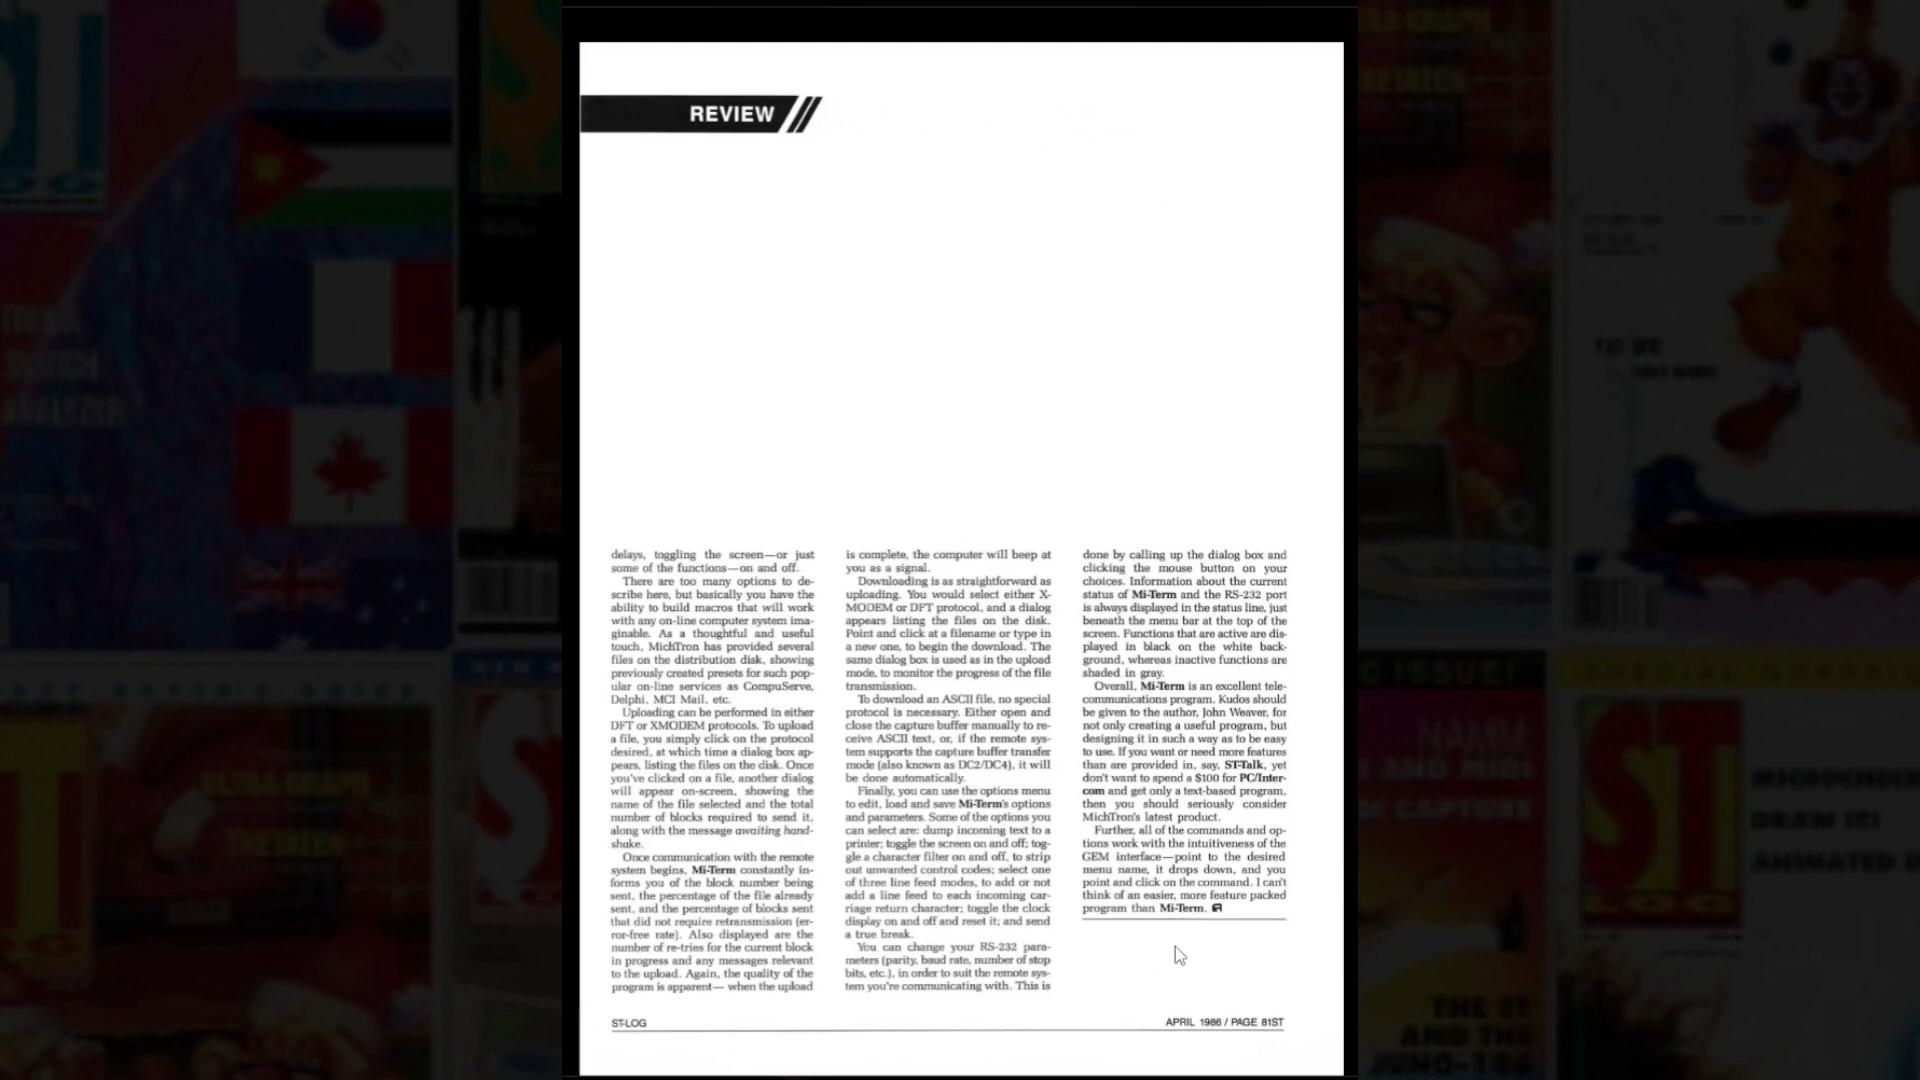 REVIEW
delays, toggling the screen—or just
some of the functions—on and off.
There are too many options to de-
scribe here, but basically you have the
ability to build macros that will work
with any on-line computer system ima-
ginable. As a thoughtful and useful
touch, MichTron has provided several
files on the distribution disk, showing
previously created presets for such pop-
ular on-line services as CompuServe,
Delphi, MCI Mail, etc.
Uploading can be performed in either
DFT or XMODEM protocols. To upload
a file, you simply click on the protocol
desired, at which time a dialog box ap-
pears, listing the files on the disk. Once
you've clicked on a file, another dialog
will appear on-screen, showing the
name of the file selected and the total
number of blocks required to send it,
along with the message awaiting hand-
shake.
Once communication with the remote
system begins, Mi-Term constantly in-
forms you of the block number being
sent, the percentage of the file already
sent, and the percentage of blocks sent
that did not require retransmission (er-
ror-free rate). Also displayed are the
number of re-tries for the current block
in progress and any messages relevant
to the upload. Again, the quality of the
program is apparent— when the upload
is complete, the computer will beep at
you as a signal.
Downloading is as straightforward as
uploading. You would select either X-
MODEM or DFT protocol, and a dialog
appears listing the files on the disk.
Point and click at a filename or type in
a new one, to begin the download. The
same dialog box is used as in the upload
mode, to monitor the progress of the file
transmission.
To download an ASCII file, no special
protocol is necessary. Either open and
close the capture buffer manually to re-
ceive ASCII text, or, if the remote sys-
tem supports the capture buffer transfer
mode (also known as DC2/DC4), it will
be done automatically.
Finally, you can use the options menu
to edit, load and save Mi-Term's options
and parameters. Some of the options you
can select are: dump incoming text to a
printer; toggle the screen on and off; tog-
gle a character filter on and off, to strip
out unwanted control codes; select one
of three line feed modes, to add or not
add a line feed to each incoming car-
riage return character; toggle the clock
display on and off and reset it; and send
a true break.
You can change your RS-232 para-
meters (parity, baud rate, number of stop
bits, etc.), in order to suit the remote sys-
tem you're communicating with. This is
done by calling up the dialog box and
clicking the mouse button on your
choices. Information about the current
status of Mi-Term and the RS-232 port
is always displayed in the status line, just
beneath the menu bar at the top of the
screen. Functions that are active are dis-
played in black on the white back-
ground, whereas inactive functions are
shaded in gray.
Overall, Mi-Term is an excellent tele-
communications program. Kudos should
be given to the author, John Weaver, for
not only creating a useful program, but
designing it in such a way as to be easy
to use. If you want or need more features
than are provided in, say, ST-Talk, yet
don't want to spend a $100 for PC/Inter-
com and get only a text-based program,
then you should seriously consider
MichTron's latest product.
Further, all of the commands and op-
tions work with the intuitiveness of the
GEM interface—point to the desired
menu name, it drops down, and you
point and click on the command. I can't
think of an easier, more feature packed
program than Mi-Term.
ST-LOG
APRIL 1986 / PAGE 81ST
ISSUE!
NAMM
AND MIDI
OF CAPTURE
THE ST
AND THE
JUNO-106
ST